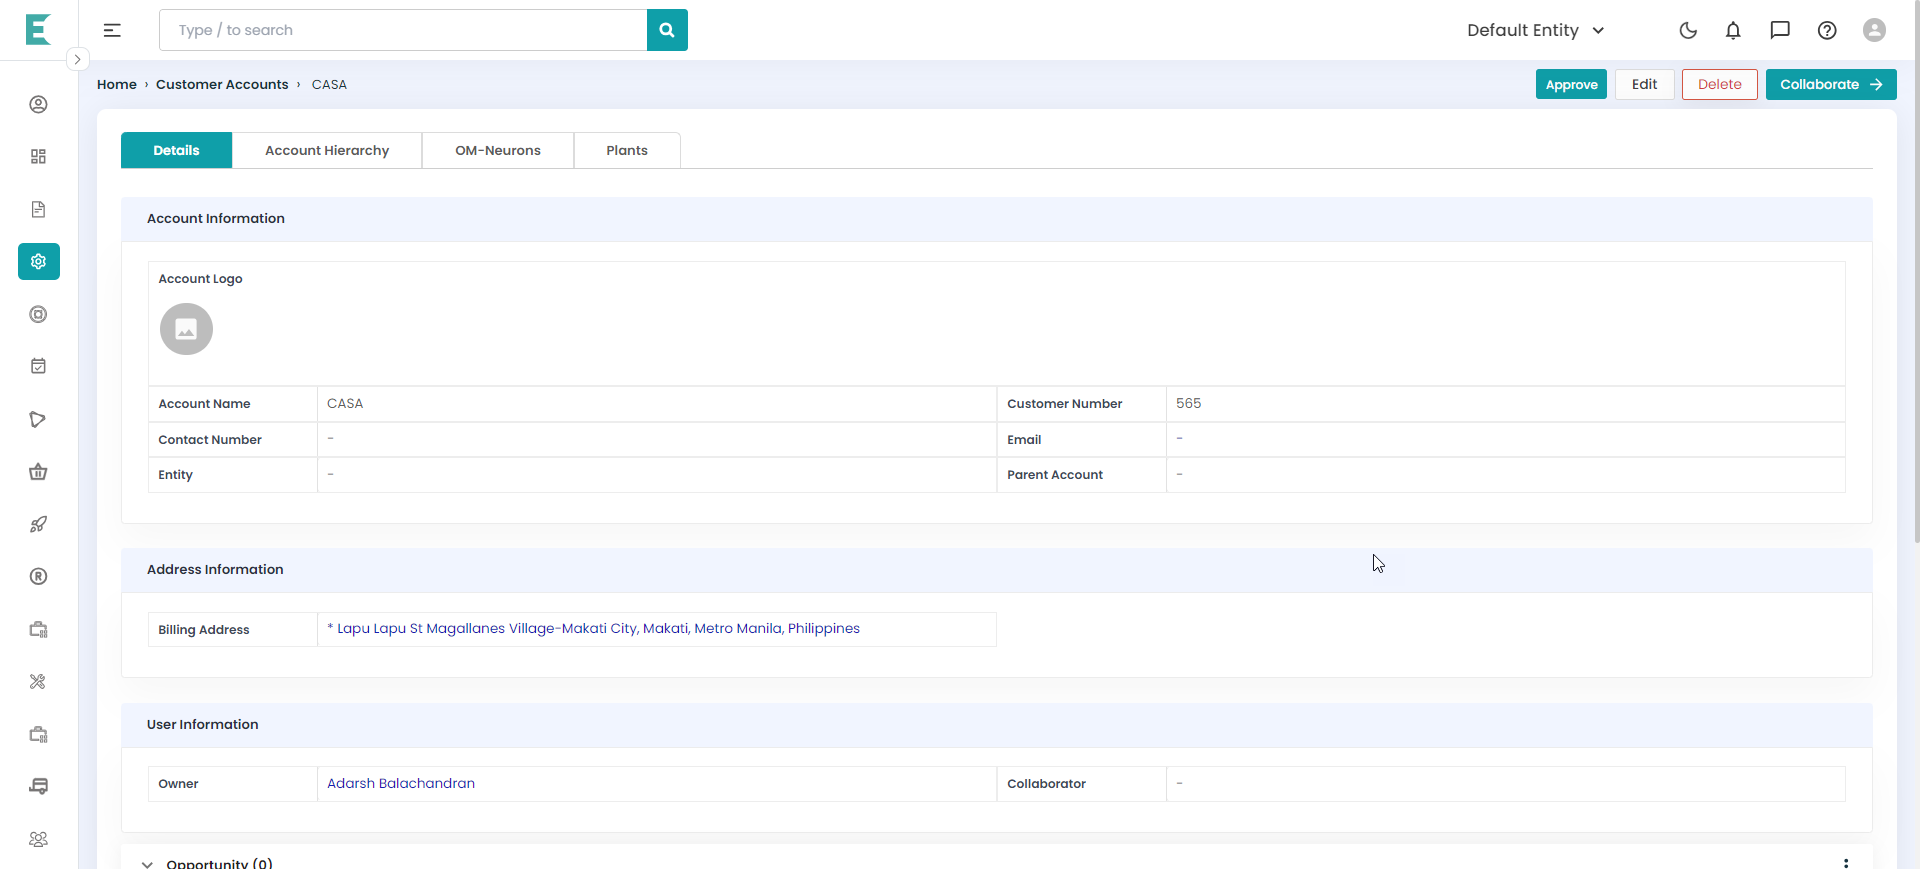 Type / to search
Default Entity
Home › Customer Accounts › CASA
Approve Edit Delete Collaborate
Details Account Hierarchy OM-Neurons Plants
Account Information
Account Logo
Account Name CASA Customer Number 565
Contact Number - Email -
Entity - Parent Account -
Address Information
Billing Address * Lapu Lapu St Magallanes Village-Makati City, Makati, Metro Manila, Philippines
User Information
Owner Adarsh Balachandran Collaborator -
Opportunity (0)